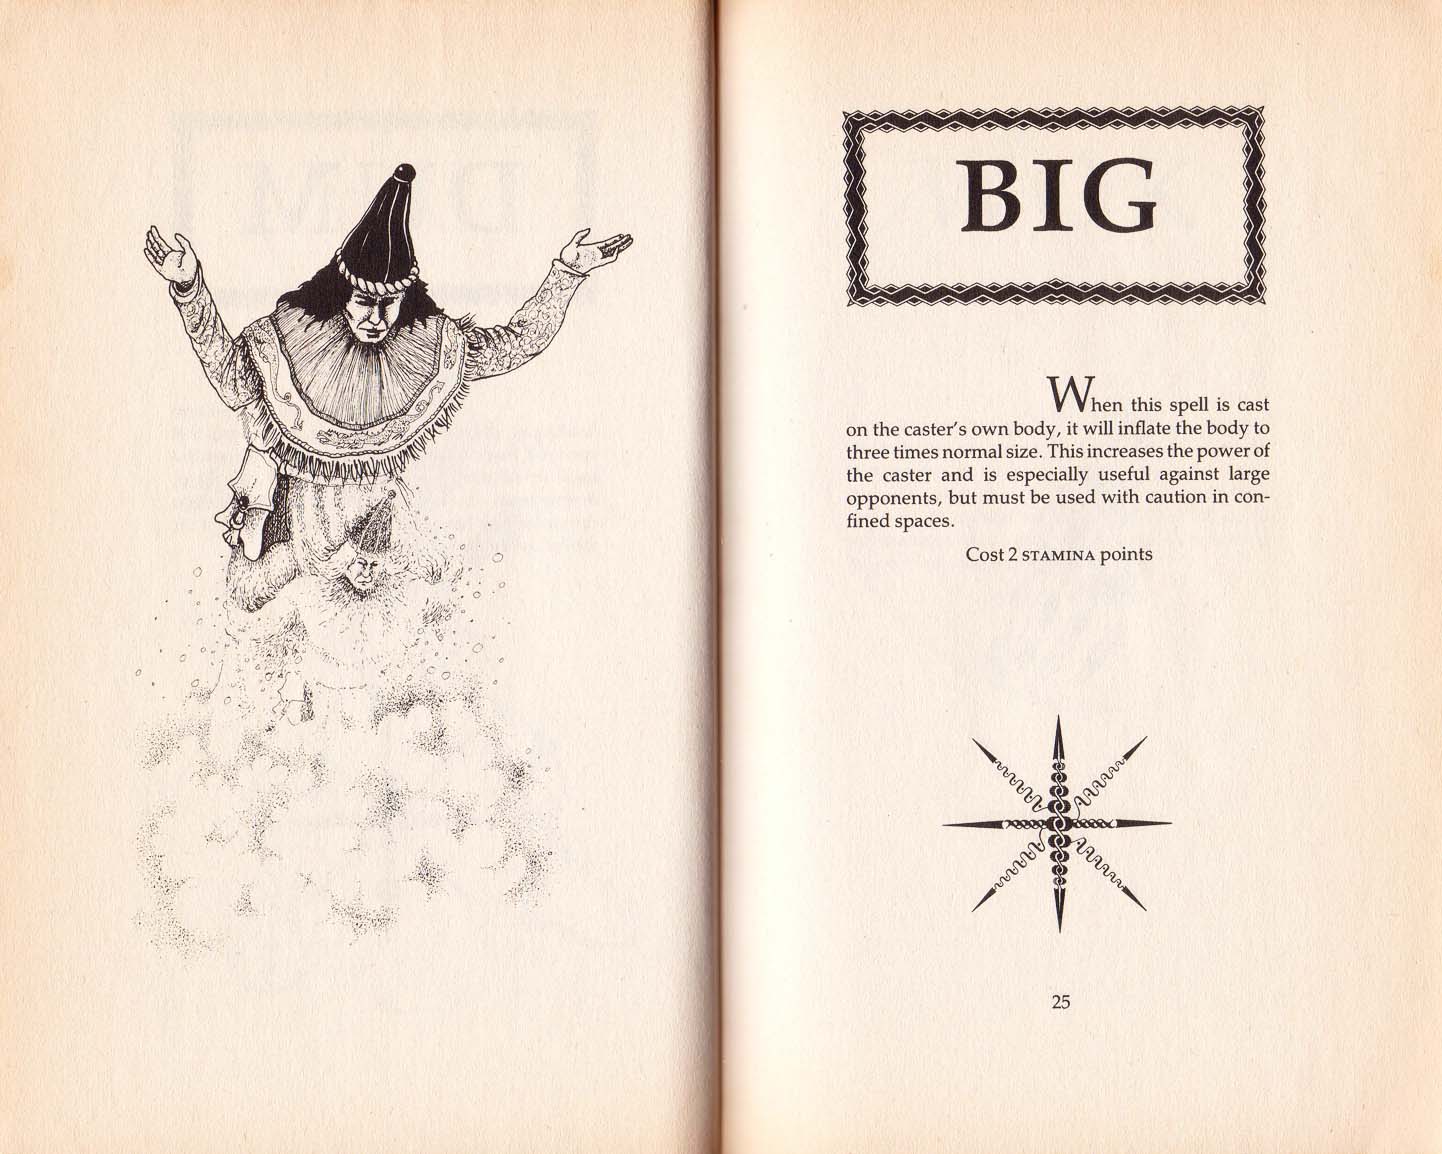 BIG
When this spell is cast
on the caster's own body, it will inflate the body to
three times normal size. This increases the power of
the caster and is especially useful against large
opponents, but must be used with caution in con-
fined spaces.
Cost 2 STAMINA points
25